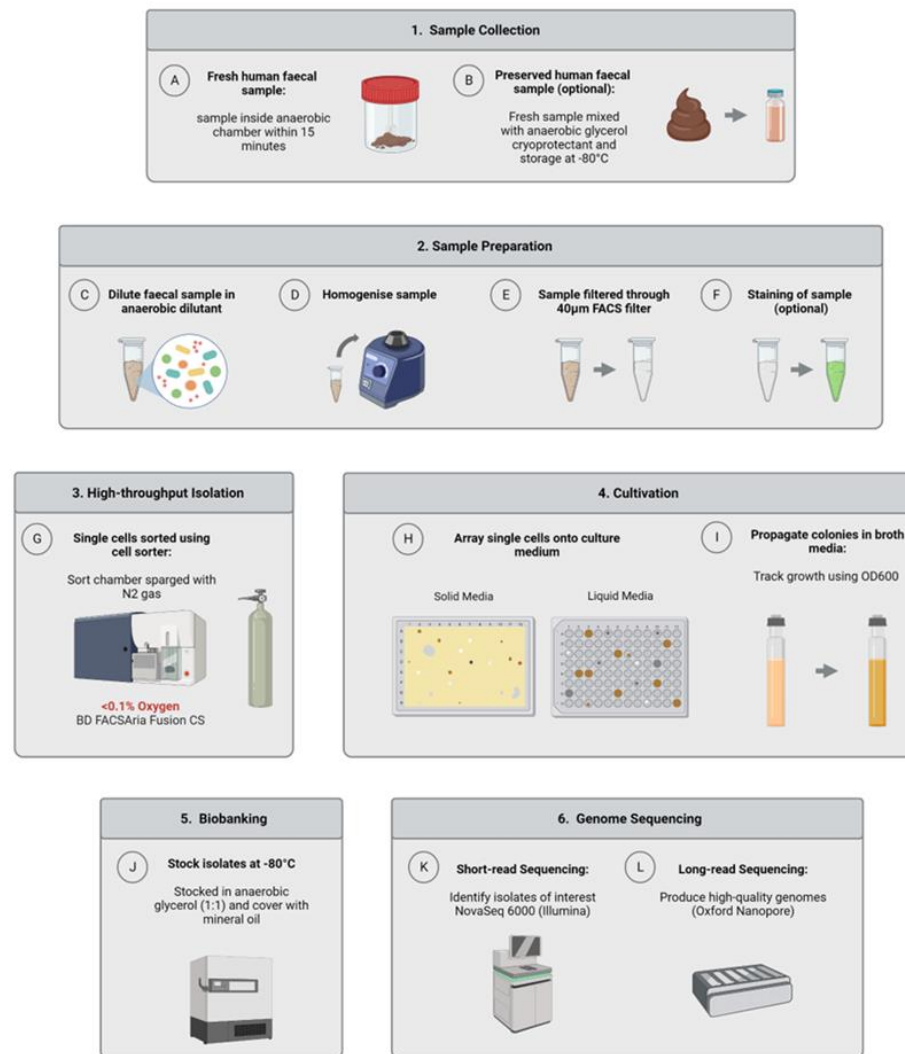 1. Sample Collection
A
Fresh human faecal
sample:
sample inside anaerobic
chamber within 15
minutes
B
Preserved human faecal
sample (optional):
Fresh sample mixed
with anaerobic glycerol
cryoprotectant and
storage at -80°C
2. Sample Preparation
C
Dilute faecal sample in
anaerobic dilutant
D
Homogenise sample
E
Sample filtered through
40μm FACS filter
F
Staining of sample
(optional)
3. High-throughput Isolation
G
Single cells sorted using
cell sorter:
Sort chamber sparged with
N2 gas
<0.1% Oxygen
BD FACSAria Fusion CS
4. Cultivation
H
Array single cells onto culture
medium
Solid Media
Liquid Media
I
Propagate colonies in broth
media:
Track growth using OD600
5. Biobanking
J
Stock isolates at -80°C
Stocked in anaerobic
glycerol (1:1) and cover with
mineral oil
6. Genome Sequencing
K
Short-read Sequencing:
Identify isolates of interest
NovaSeq 6000 (Illumina)
L
Long-read Sequencing:
Produce high-quality genomes
(Oxford Nanopore)